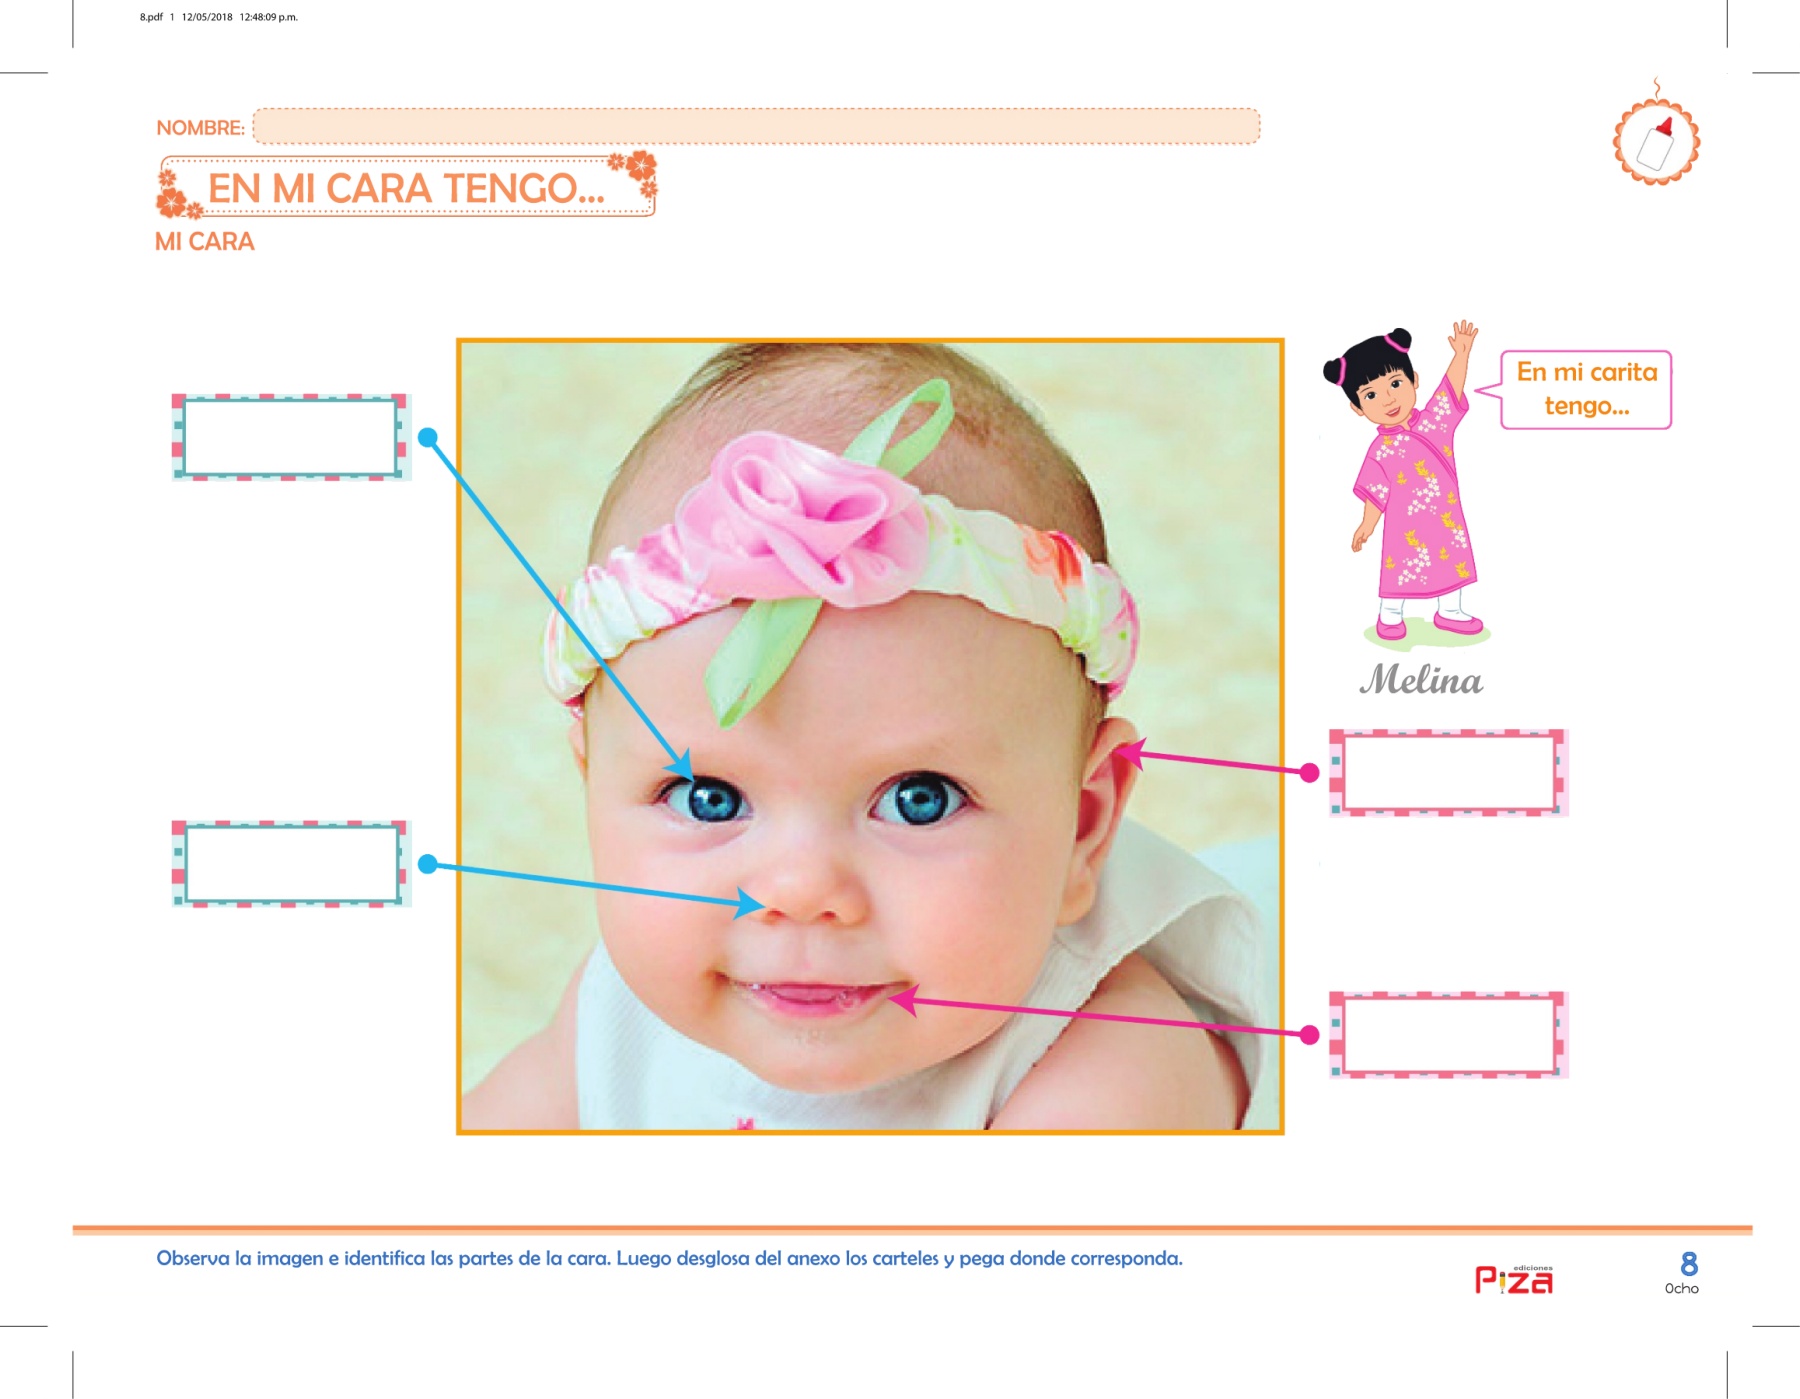 8.pdf 1 12/05/2018 12:48:09 p.m.
NOMBRE:
EN MI CARA TENGO...
MI CARA
En mi carita
tengo...
Melina
Observa la imagen e identifica las partes de la cara. Luego desglosa del anexo los carteles y pega donde corresponda.
ediciones
Piza
8
Ocho